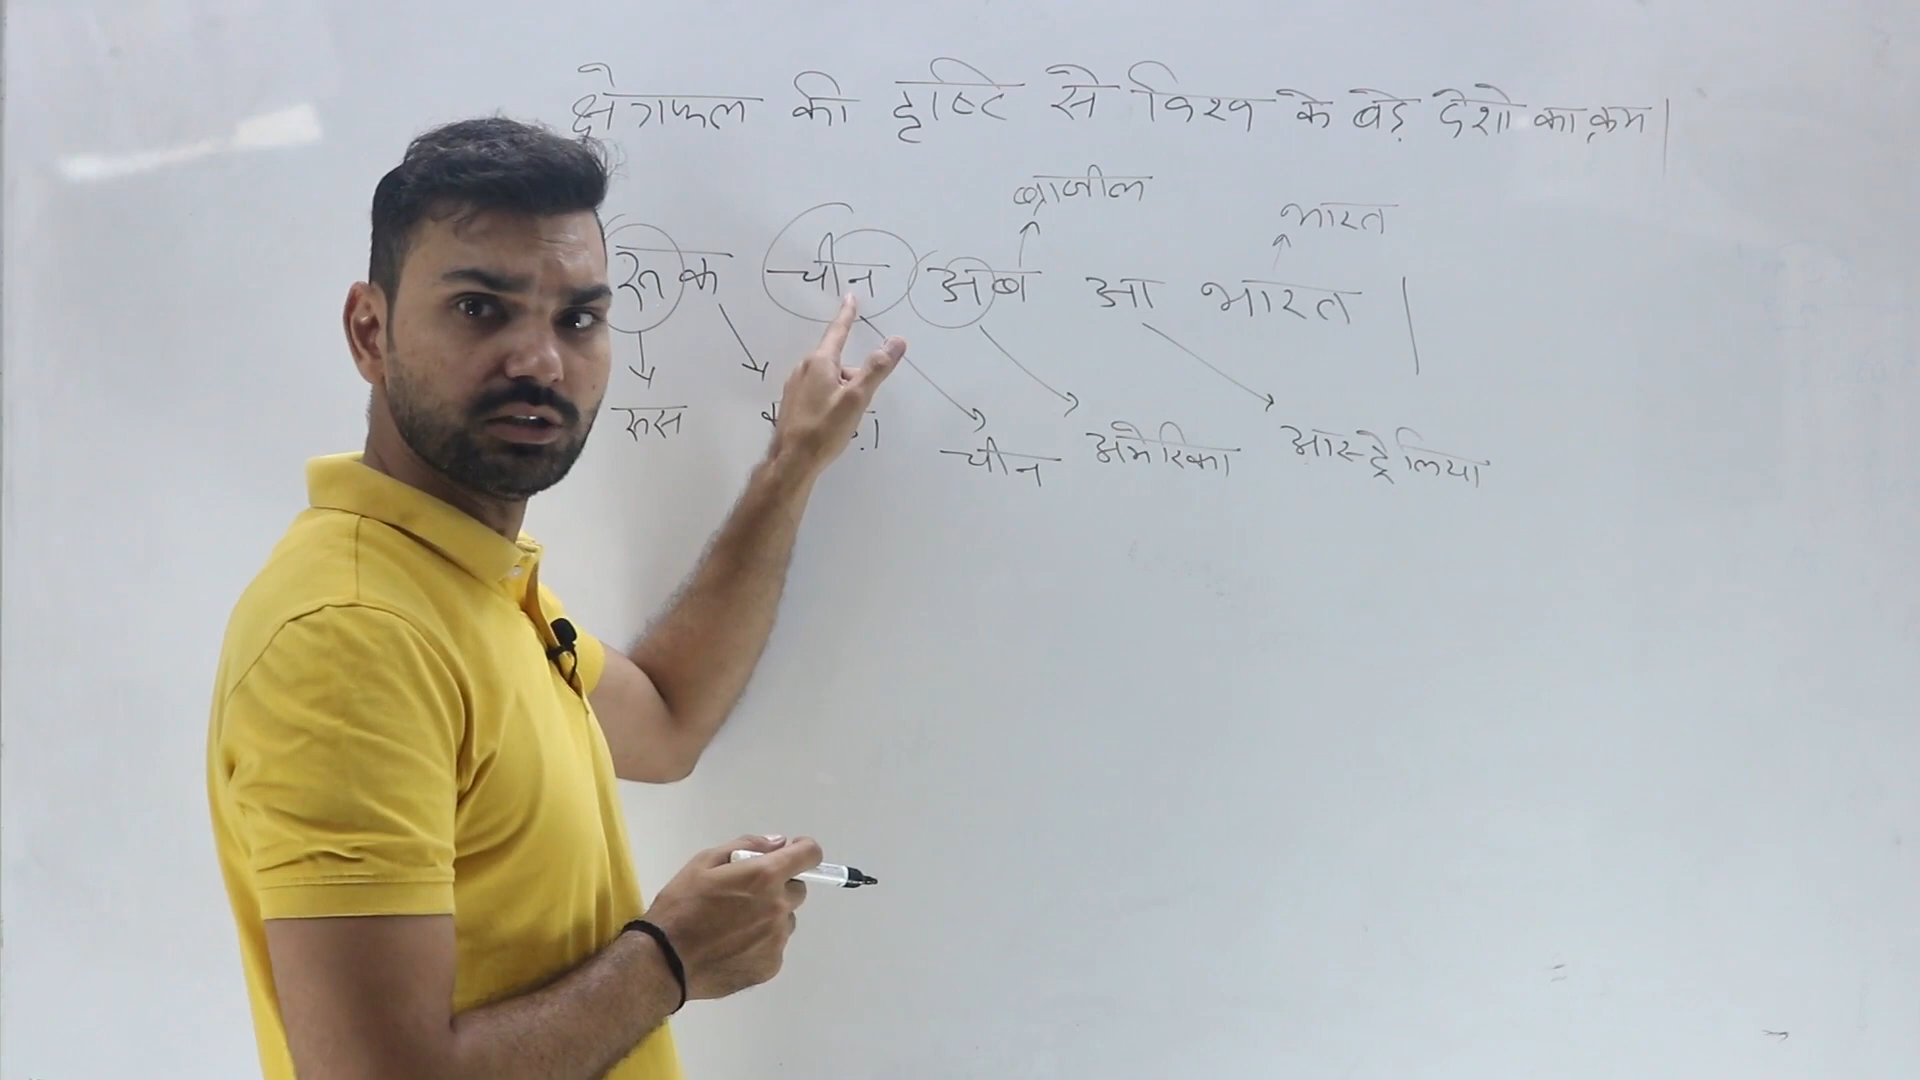 क्षेत्रफल की दृष्टि से विश्व के बड़े देशो का क्रम।
ब्राजील
भारत
रूक चीन अब आ भारत।
रूस
चीन अमेरिका आस्ट्रेलिया